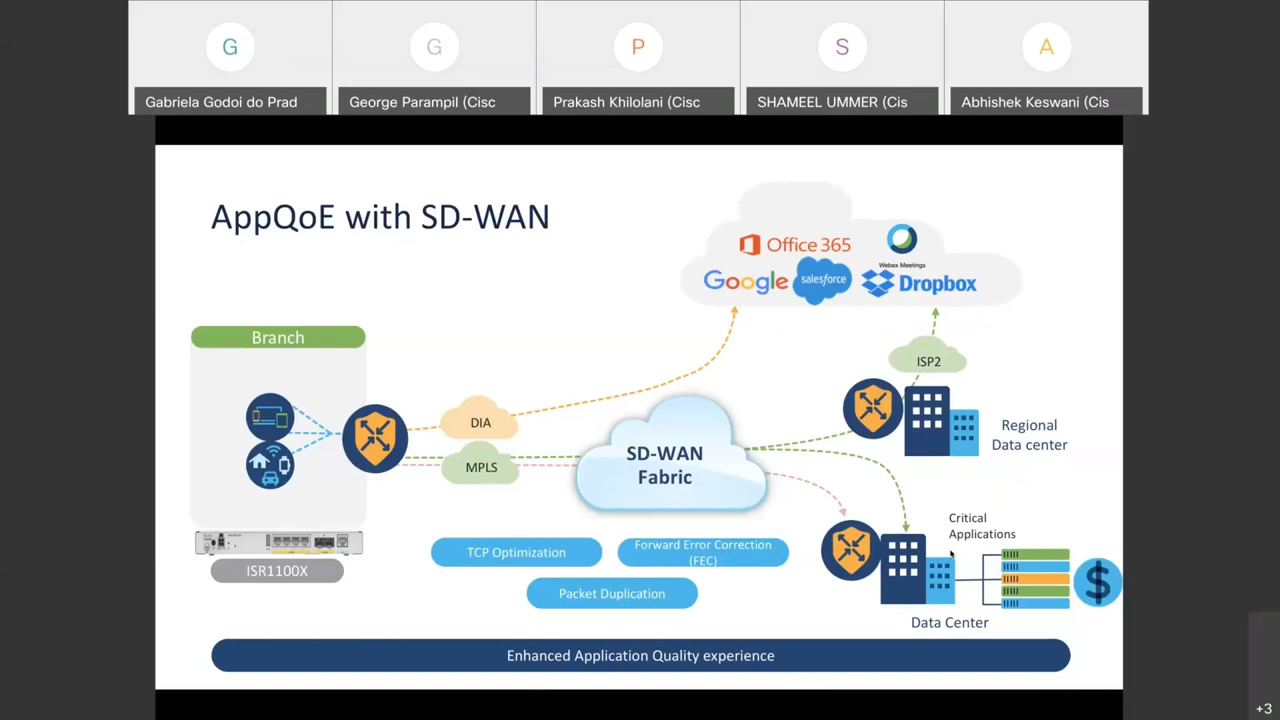 G
G
P
S
A
Gabriela Godoi do Prad
George Parampil (Cisc
Prakash Khilolani (Cisc
SHAMEEL UMMER (Cis
Abhishek Keswani (Cis
AppQoE with SD-WAN
Office 365
Webex Meetings
Google
salesforce
Dropbox
Branch
ISP2
DIA
MPLS
SD-WAN
Fabric
Regional
Data center
Critical
Applications
TCP Optimization
Forward Error Correction
(FEC)
ISR1100X
Packet Duplication
$
Data Center
Enhanced Application Quality experience
+3